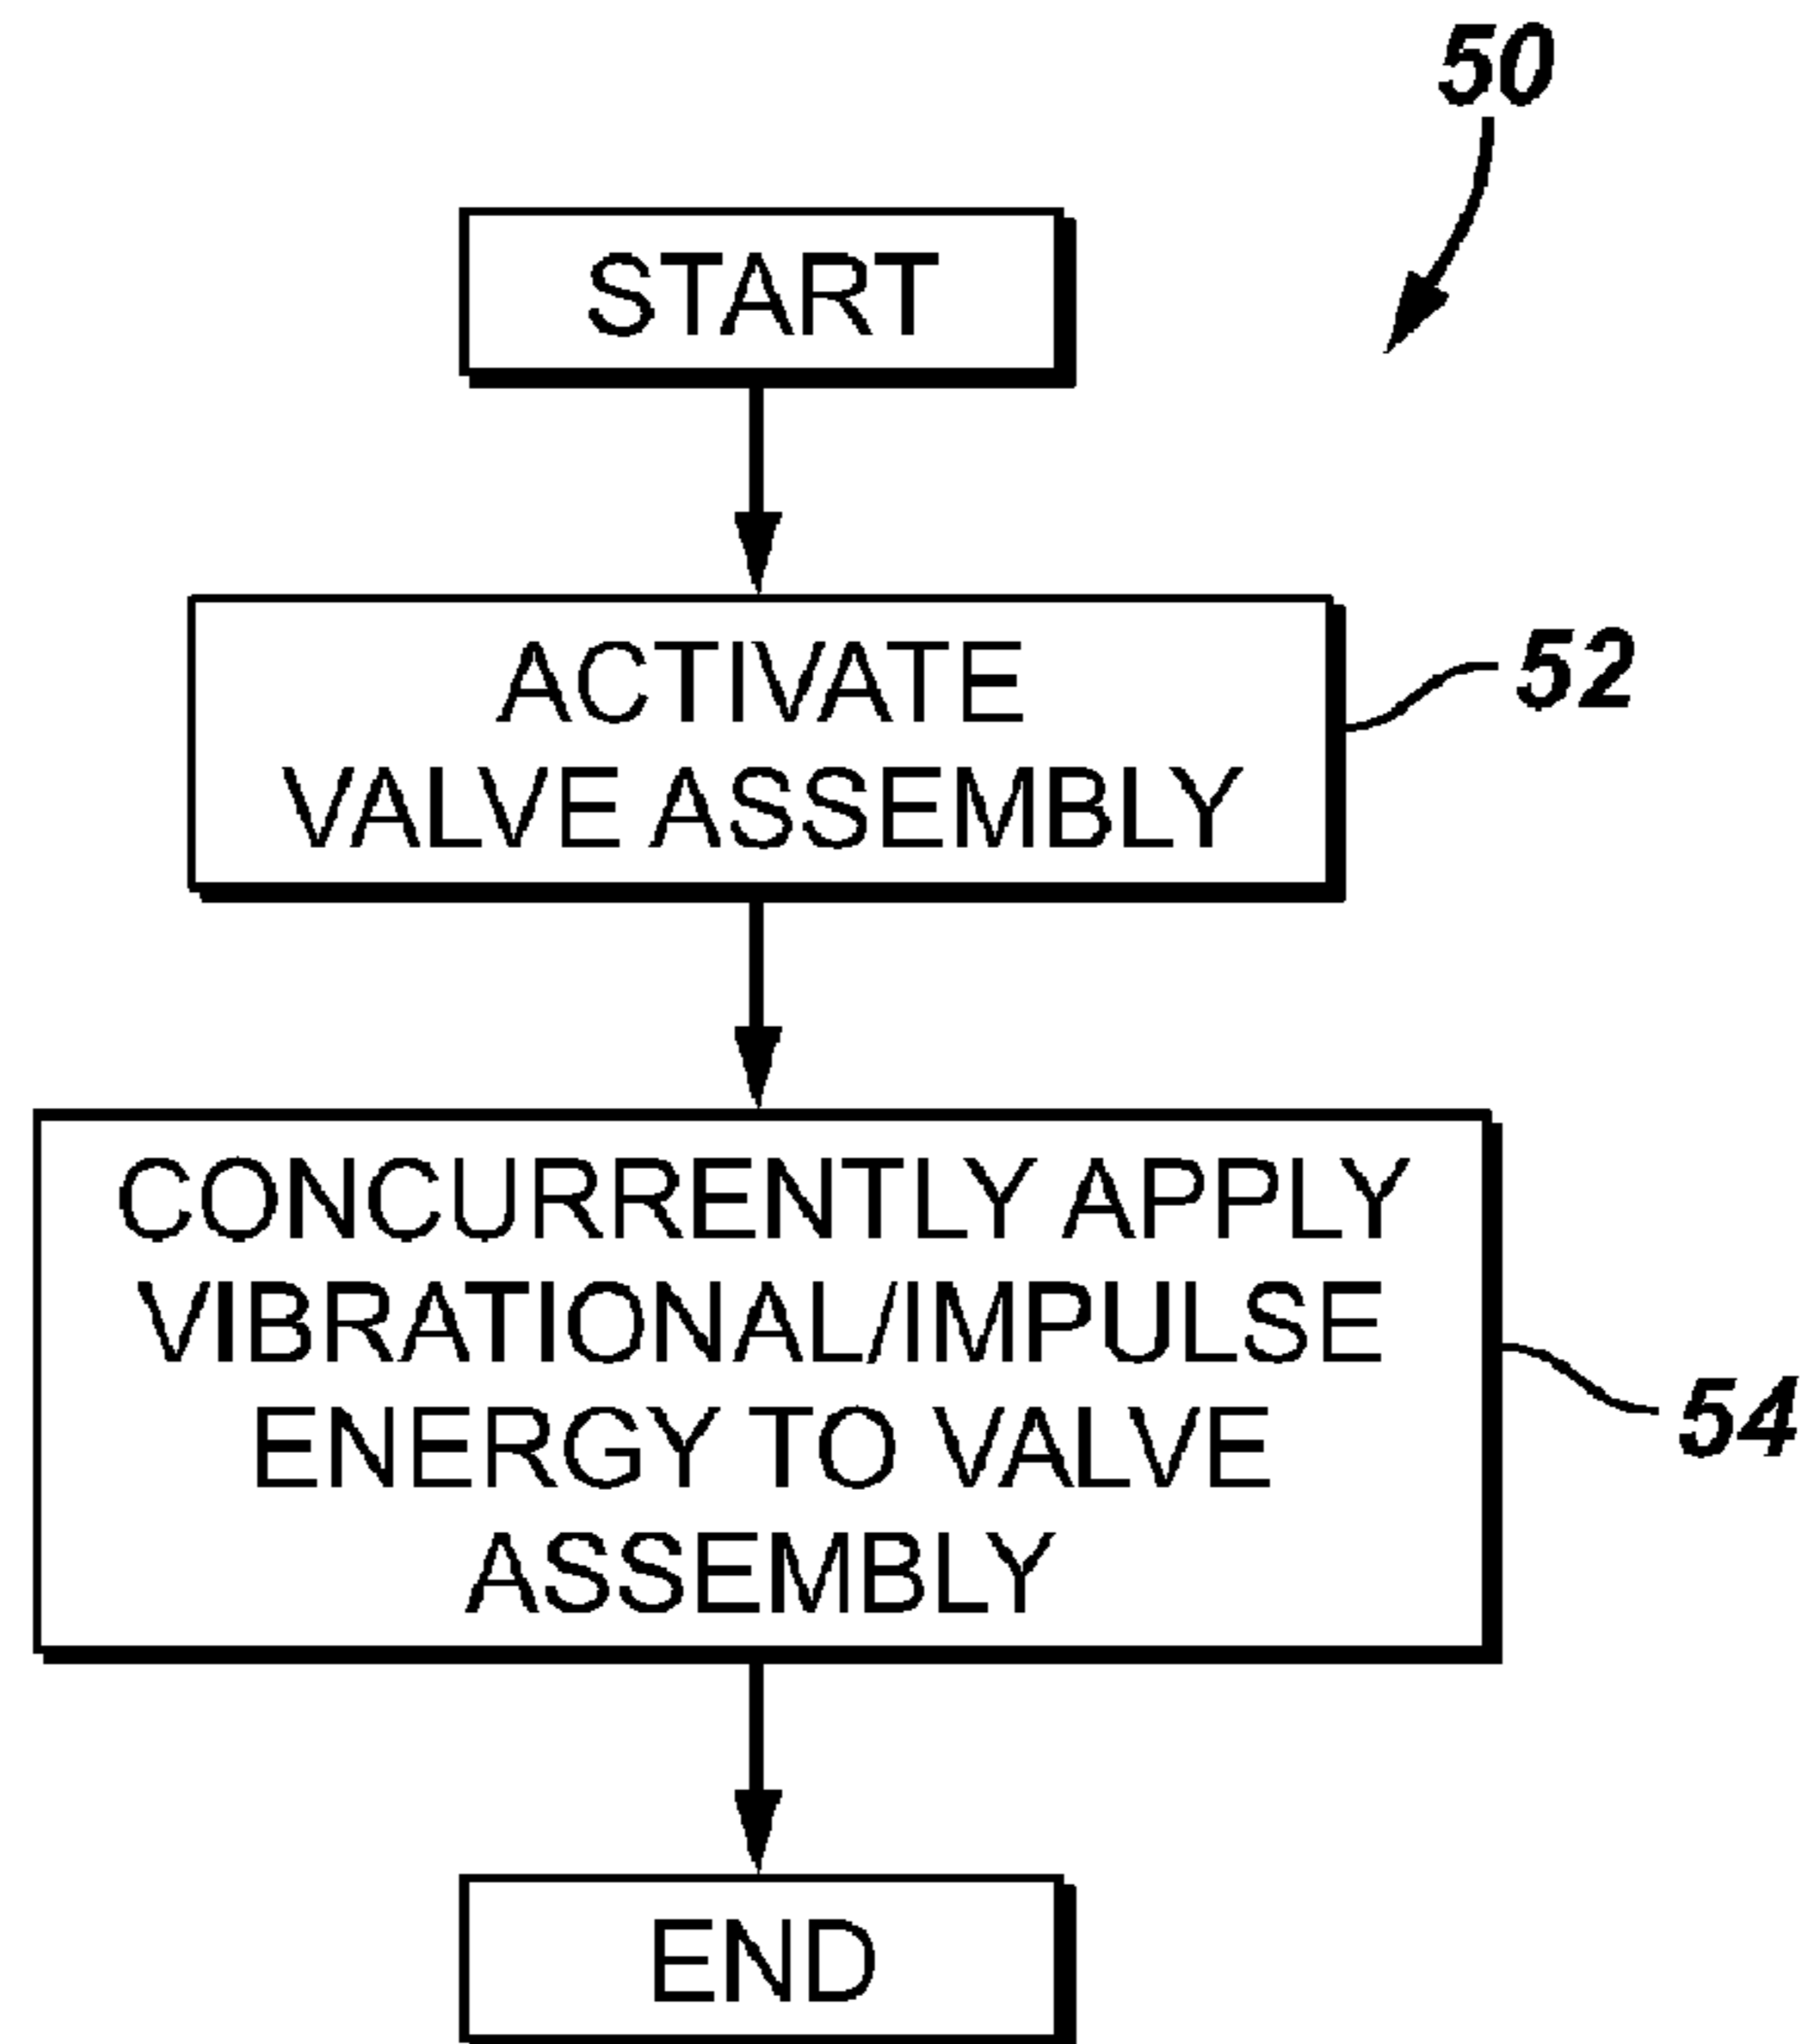 50
START
ACTIVATE
VALVE ASSEMBLY
52
CONCURRENTLY APPLY
VIBRATIONAL/IMPULSE
ENERGY TO VALVE
ASSEMBLY
54
END